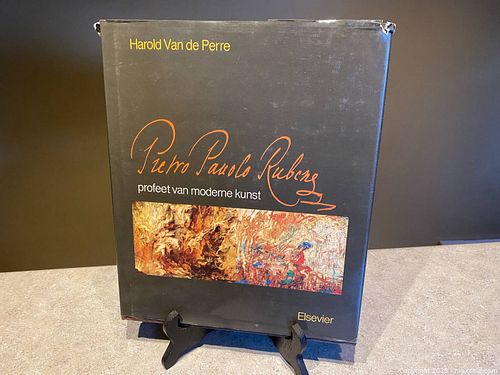 Harold Van de Perre
Pietro Pauolo Rubens
profeet van moderne kunst
Elsevier